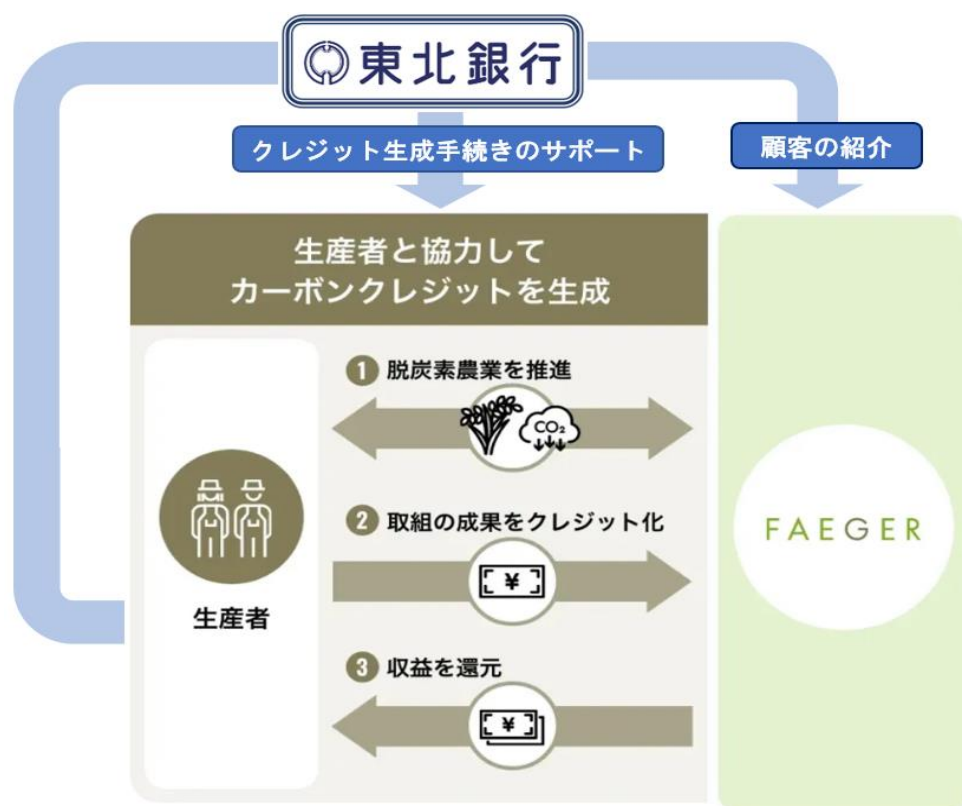 東北銀行
クレジット生成手続きのサポート
顧客の紹介
生産者と協力して
カーボンクレジットを生成
1 脱炭素農業を推進
CO₂
2 取組の成果をクレジット化
¥
生産者
FAEGER
3 収益を還元
¥